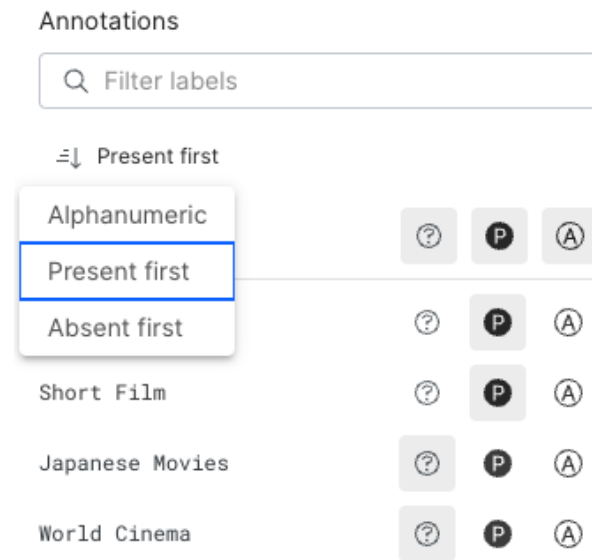 Annotations
Filter labels
Present first
Alphanumeric
? P A
Present first
Absent first
? P A
Short Film ? P A
Japanese Movies ? P A
World Cinema ? P A